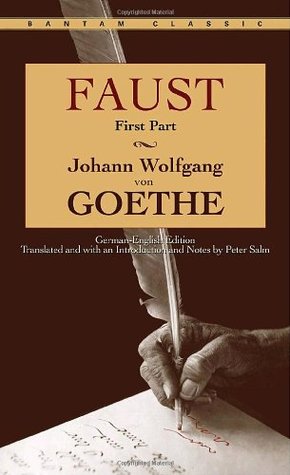 BANTAM CLASSIC
FAUST
First Part
Johann Wolfgang
von
GOETHE
German-English Edition
Translated and with an Introduction and Notes by Peter Salm